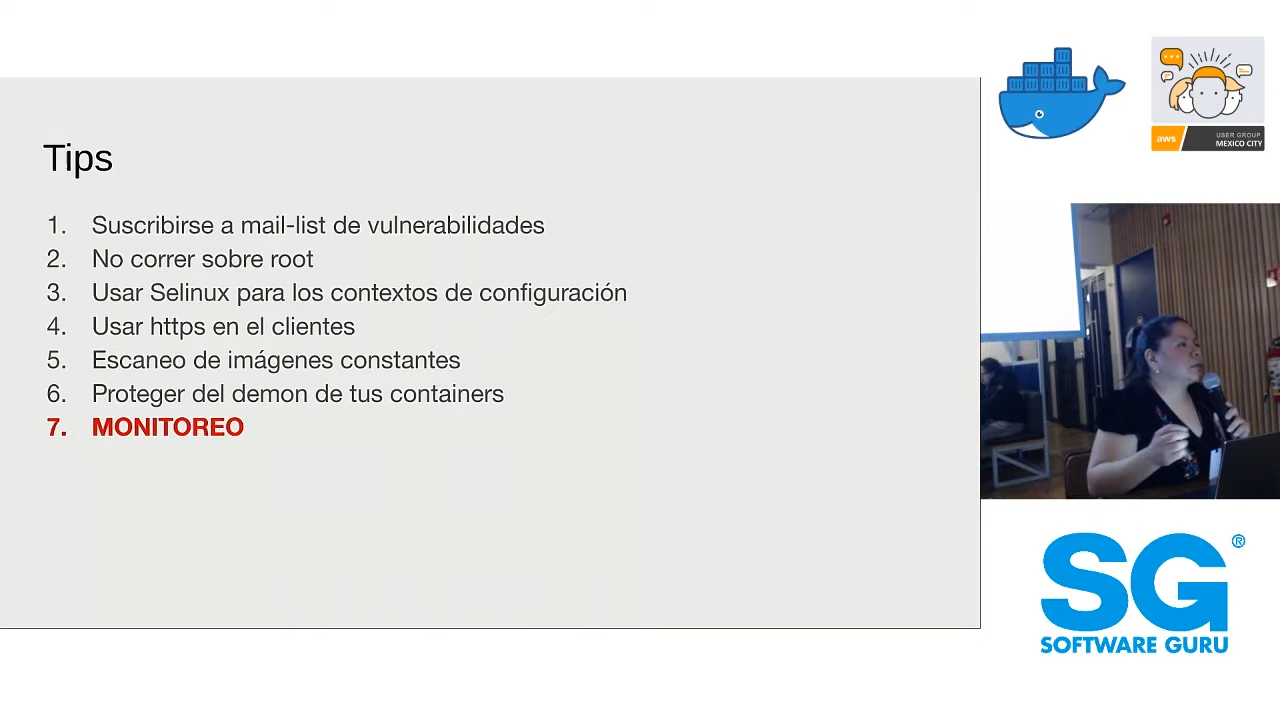 Tips
1. Suscribirse a mail-list de vulnerabilidades
2. No correr sobre root
3. Usar Selinux para los contextos de configuración
4. Usar https en el clientes
5. Escaneo de imágenes constantes
6. Proteger del demon de tus containers
7. MONITOREO
aws
USER GROUP
MEXICO CITY
SG®
SOFTWARE GURU